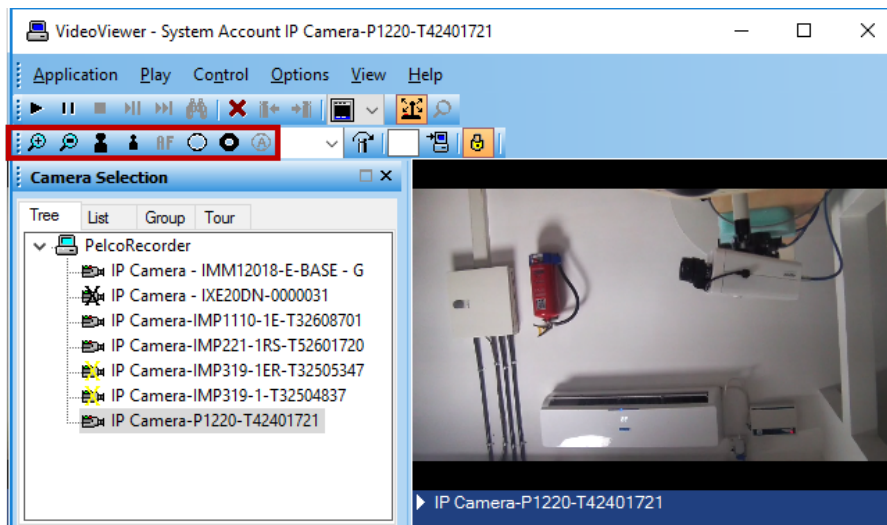 VideoViewer - System Account IP Camera-P1220-T42401721
Application Play Control Options View Help
AF A
Camera Selection
Tree List Group Tour
PelcoRecorder
IP Camera - IMM12018-E-BASE - G
IP Camera - IXE20DN-0000031
IP Camera-IMP1110-1E-T32608701
IP Camera-IMP221-1RS-T52601720
IP Camera-IMP319-1ER-T32505347
IP Camera-IMP319-1-T32504837
IP Camera-P1220-T42401721
IP Camera-P1220-T42401721